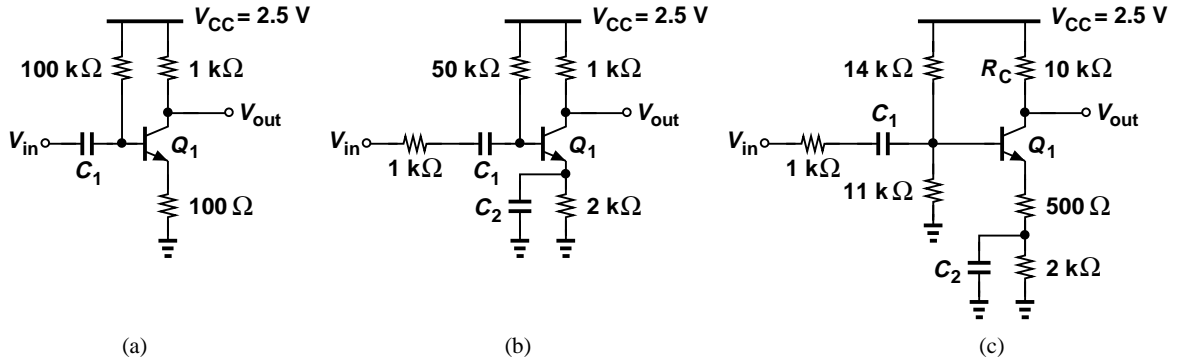 V_CC = 2.5 V
100 kΩ
1 kΩ
V_out
V_in
C_1
Q_1
100 Ω
(a)
V_CC = 2.5 V
50 kΩ
1 kΩ
V_out
V_in
1 kΩ
C_1
Q_1
C_2
2 kΩ
(b)
V_CC = 2.5 V
14 kΩ
R_C
10 kΩ
V_out
C_1
V_in
1 kΩ
Q_1
11 kΩ
500 Ω
C_2
2 kΩ
(c)